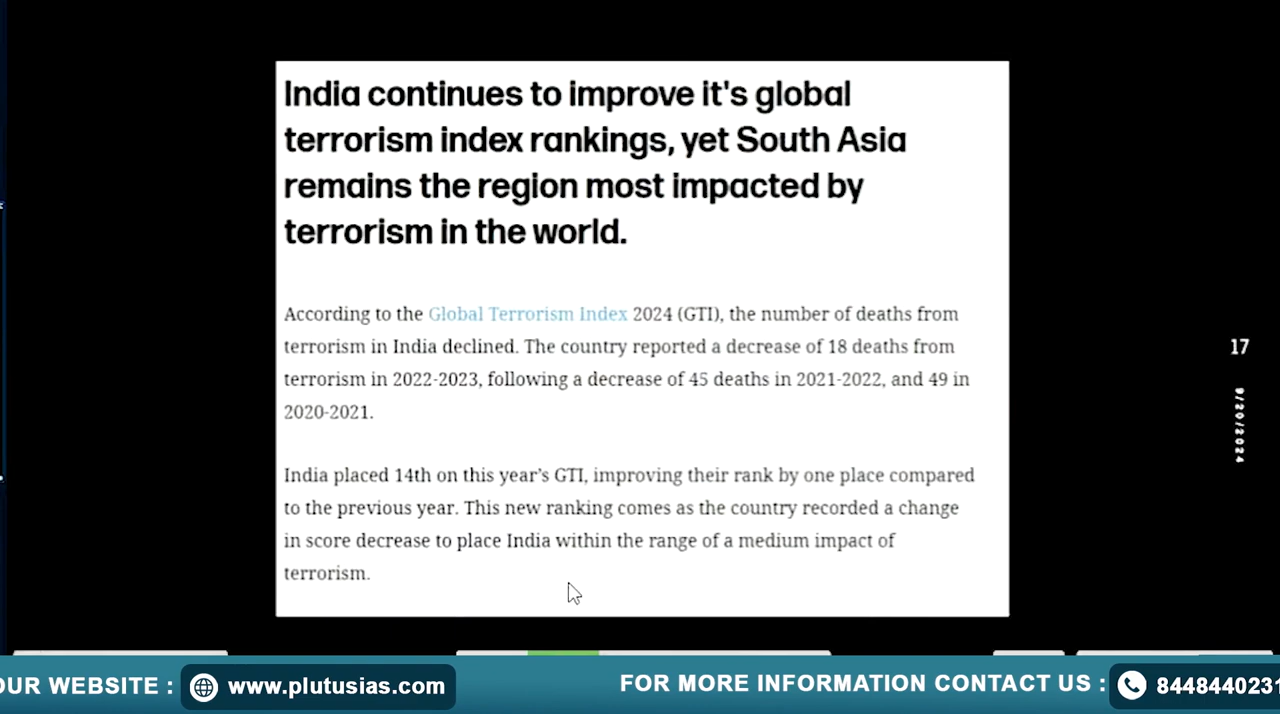 India continues to improve it's global
terrorism index rankings, yet South Asia
remains the region most impacted by
terrorism in the world.
According to the Global Terrorism Index 2024 (GTI), the number of deaths from
terrorism in India declined. The country reported a decrease of 18 deaths from
terrorism in 2022-2023, following a decrease of 45 deaths in 2021-2022, and 49 in
2020-2021.
India placed 14th on this year’s GTI, improving their rank by one place compared
to the previous year. This new ranking comes as the country recorded a change
in score decrease to place India within the range of a medium impact of
terrorism.
17
9/20/2024
OUR WEBSITE : www.plutusias.com
FOR MORE INFORMATION CONTACT US : 8448440231